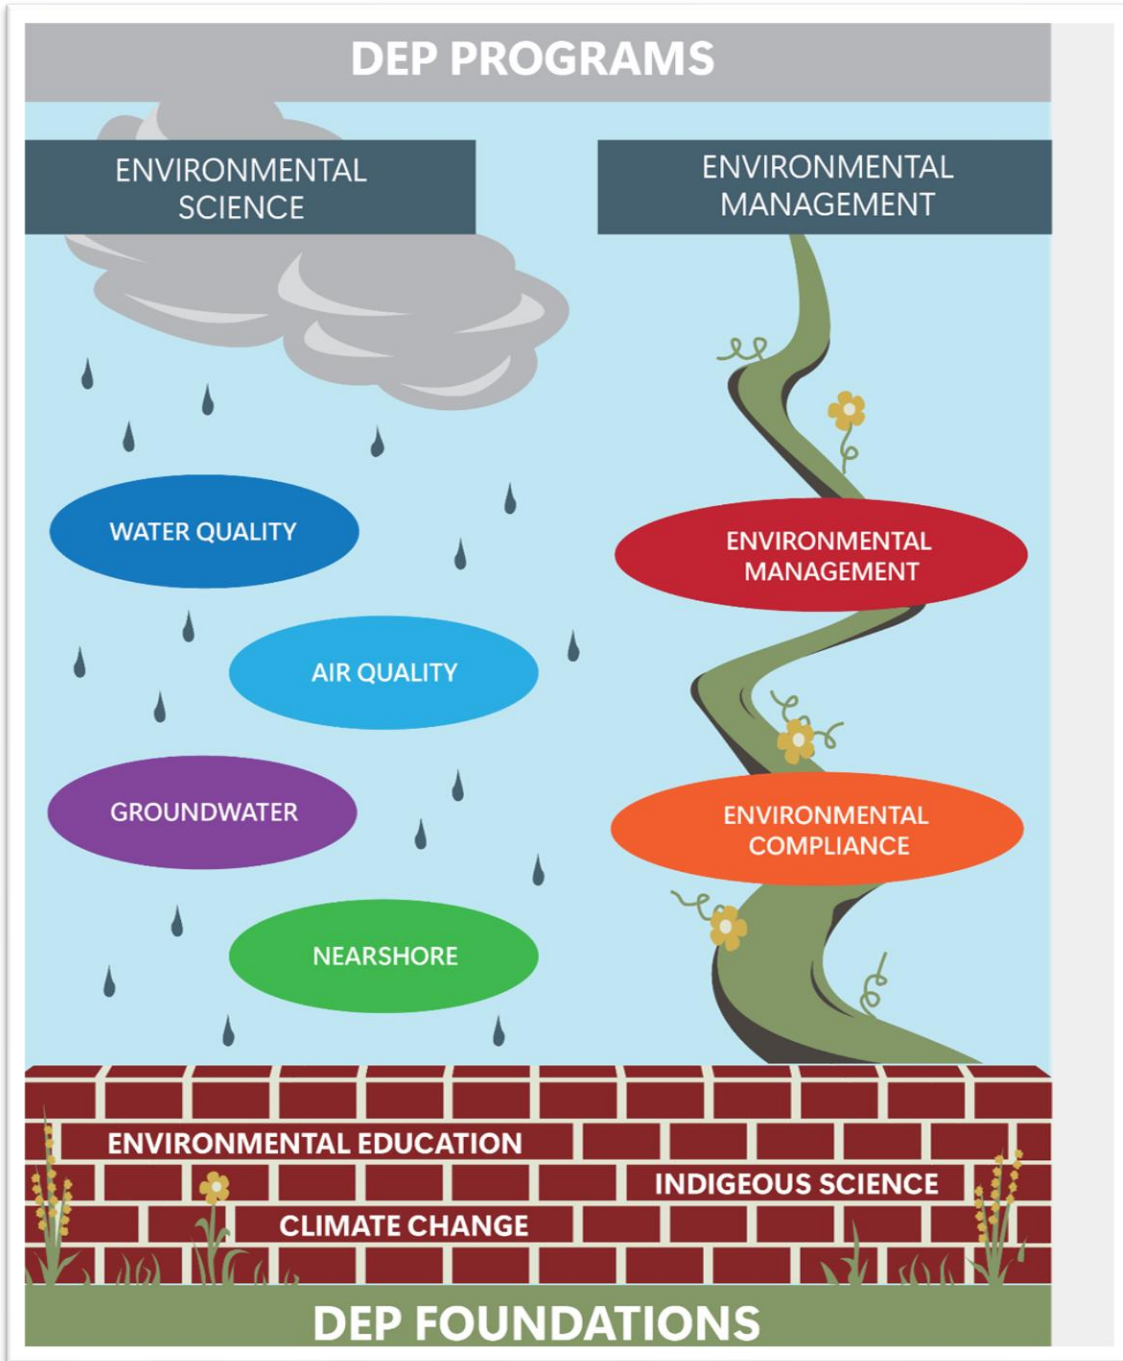 DEP PROGRAMS
ENVIRONMENTAL
SCIENCE
ENVIRONMENTAL
MANAGEMENT
WATER QUALITY
AIR QUALITY
GROUNDWATER
NEARSHORE
ENVIRONMENTAL
MANAGEMENT
ENVIRONMENTAL
COMPLIANCE
ENVIRONMENTAL EDUCATION
INDIGEOUS SCIENCE
CLIMATE CHANGE
DEP FOUNDATIONS